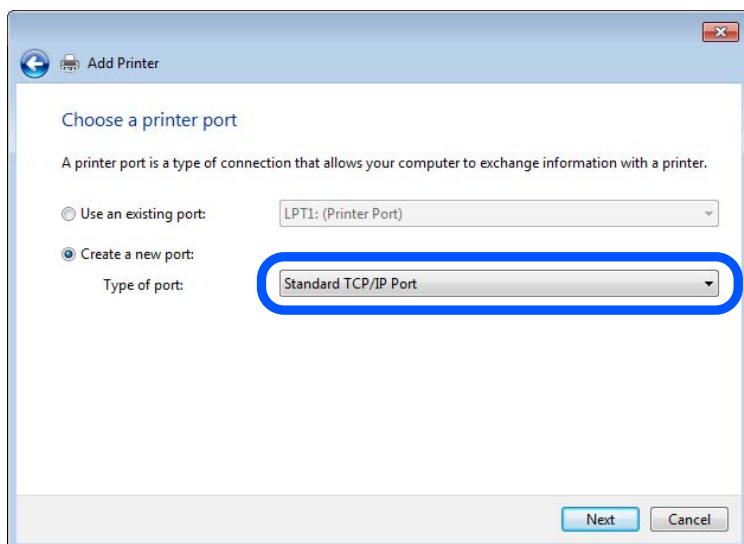 Add Printer
Choose a printer port
A printer port is a type of connection that allows your computer to exchange information with a printer.
Use an existing port: LPT1: (Printer Port)
Create a new port:
Type of port: Standard TCP/IP Port
Next Cancel